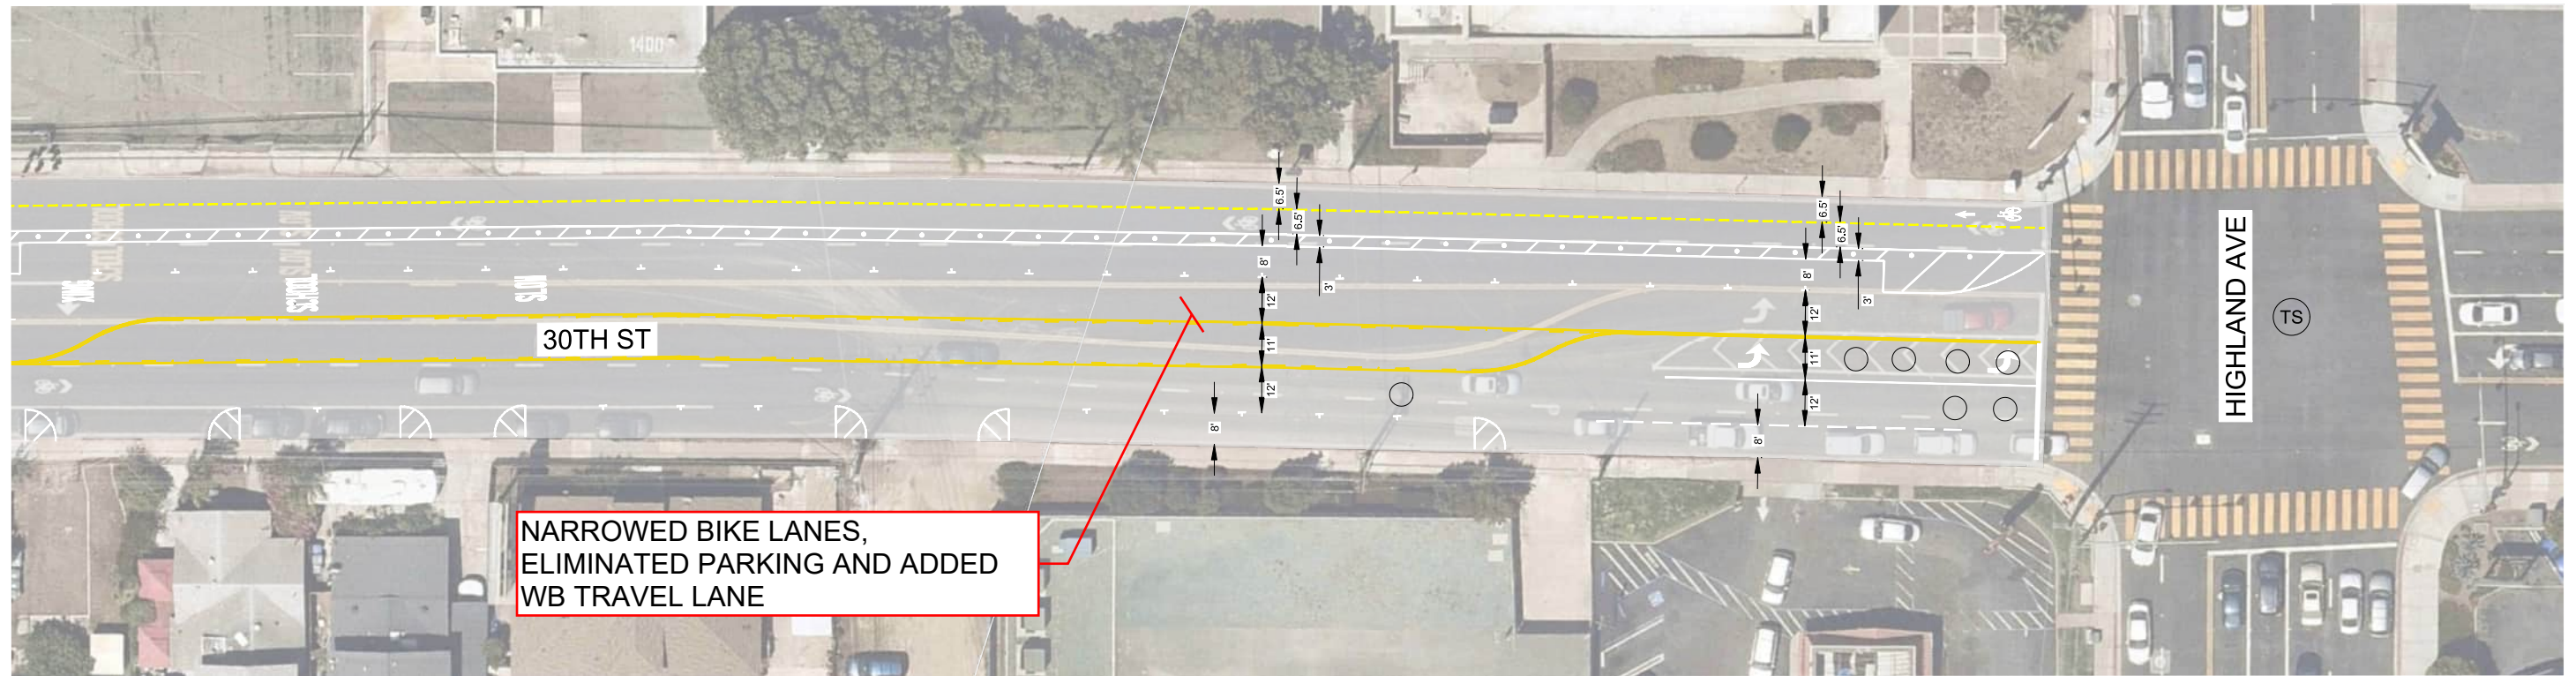 1400
6.5'
6.5'
8'
12'
3'
11'
12'
8'
6.5'
6.5'
8'
12'
3'
11'
12'
8'
XING
SCHOOL
SLOW
30TH ST
HIGHLAND AVE
TS
NARROWED BIKE LANES,
ELIMINATED PARKING AND ADDED
WB TRAVEL LANE